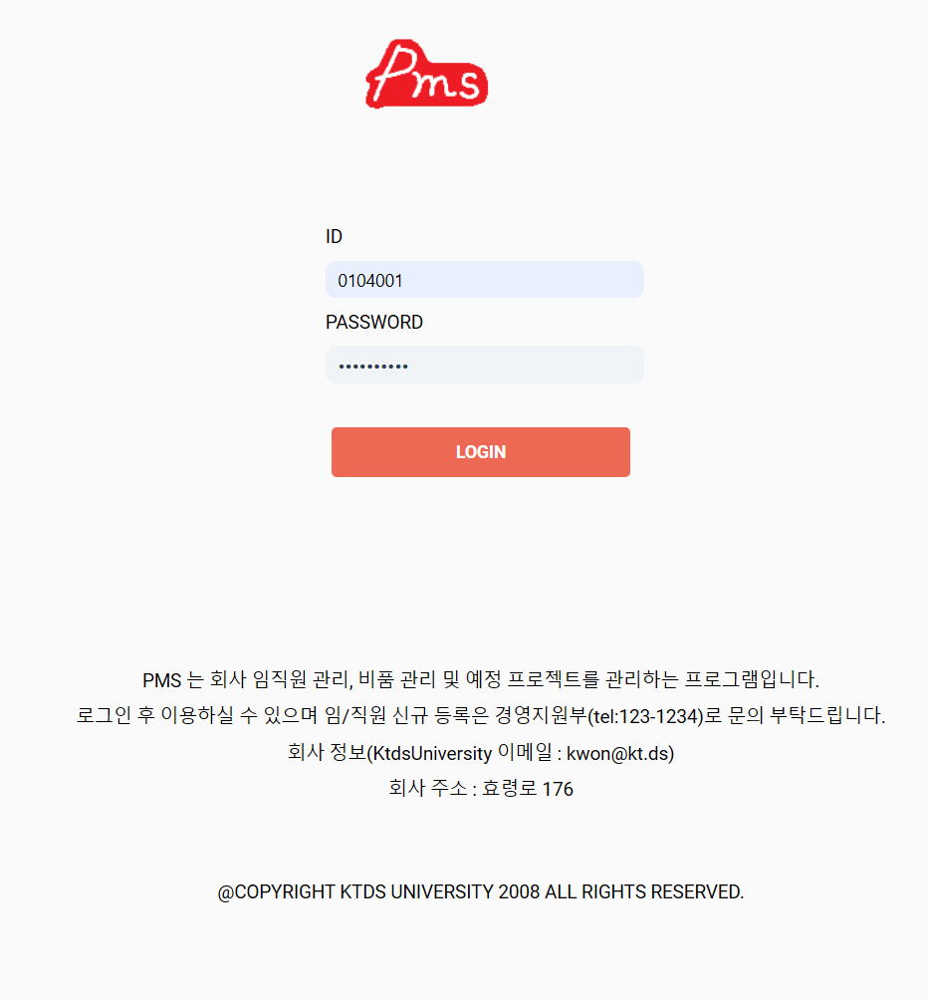 Pms
ID
0104001
PASSWORD
••••••••••
LOGIN
PMS 는 회사 임직원 관리, 비품 관리 및 예정 프로젝트를 관리하는 프로그램입니다.
로그인 후 이용하실 수 있으며 임/직원 신규 등록은 경영지원부(tel:123-1234)로 문의 부탁드립니다.
회사 정보(KtdsUniversity 이메일 : kwon@kt.ds)
회사 주소 : 효령로 176
@COPYRIGHT KTDS UNIVERSITY 2008 ALL RIGHTS RESERVED.